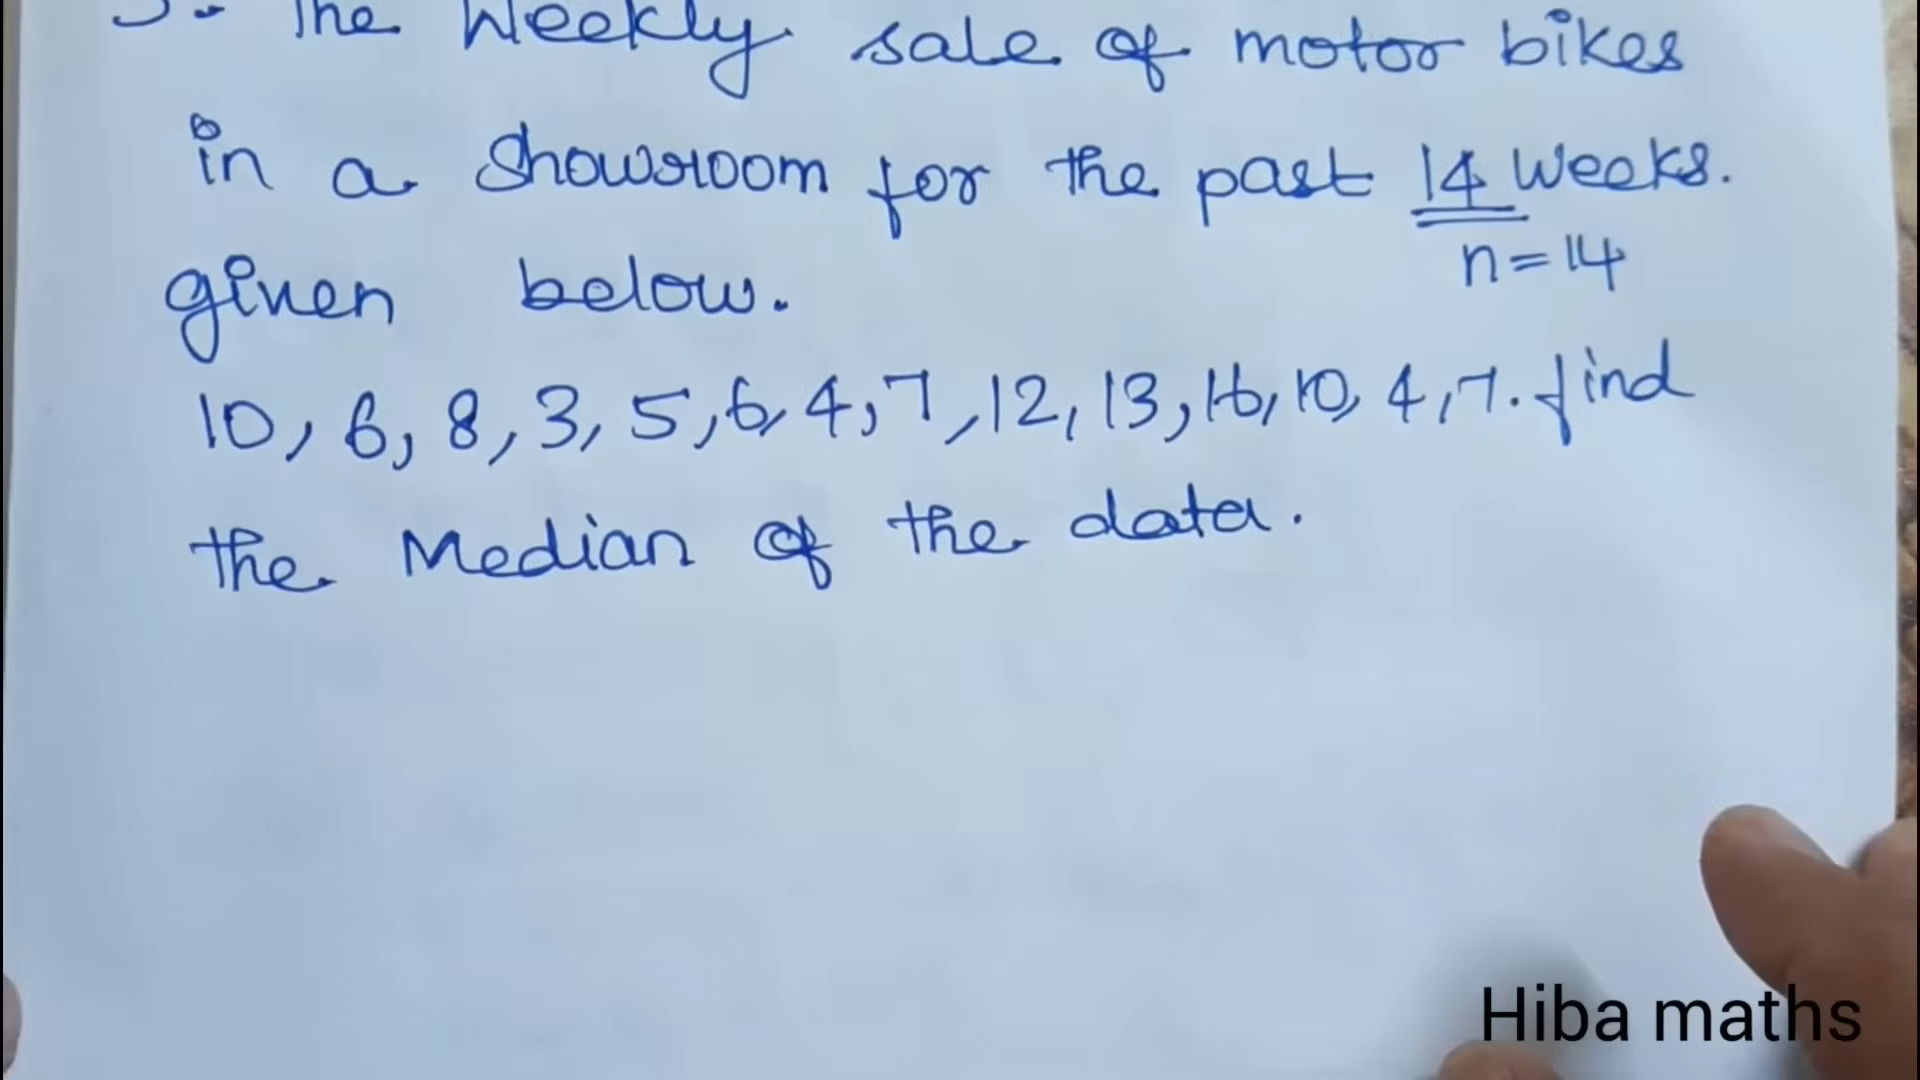 3. The Weekly sale of motor bikes
in a Showroom for the past 14 weeks.
given below.
n=14
10, 6, 8, 3, 5, 6, 4, 7, 12, 13, 16, 10, 4, 7. find
the Median of the data.
Hiba maths